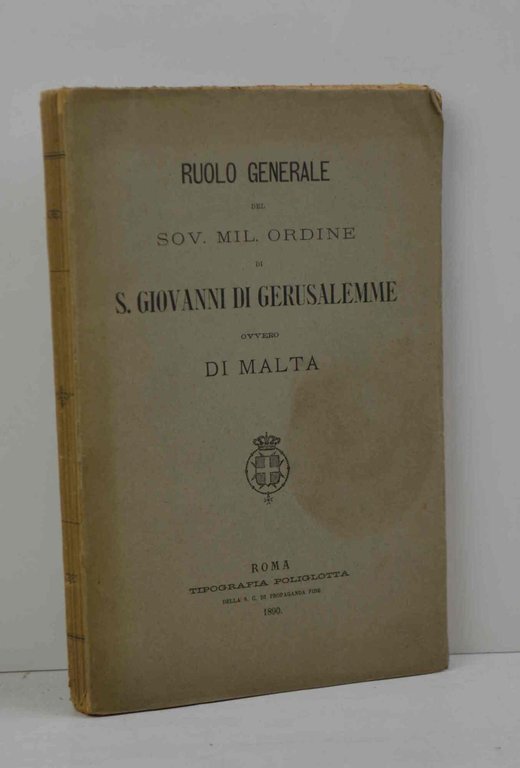 RUOLO GENERALE
DEL
SOV. MIL. ORDINE
DI
S. GIOVANNI DI GERUSALEMME
OVVERO
DI MALTA
ROMA
TIPOGRAFIA POLIGLOTTA
DELLA S. C. DI PROPAGANDA FIDE
1890.